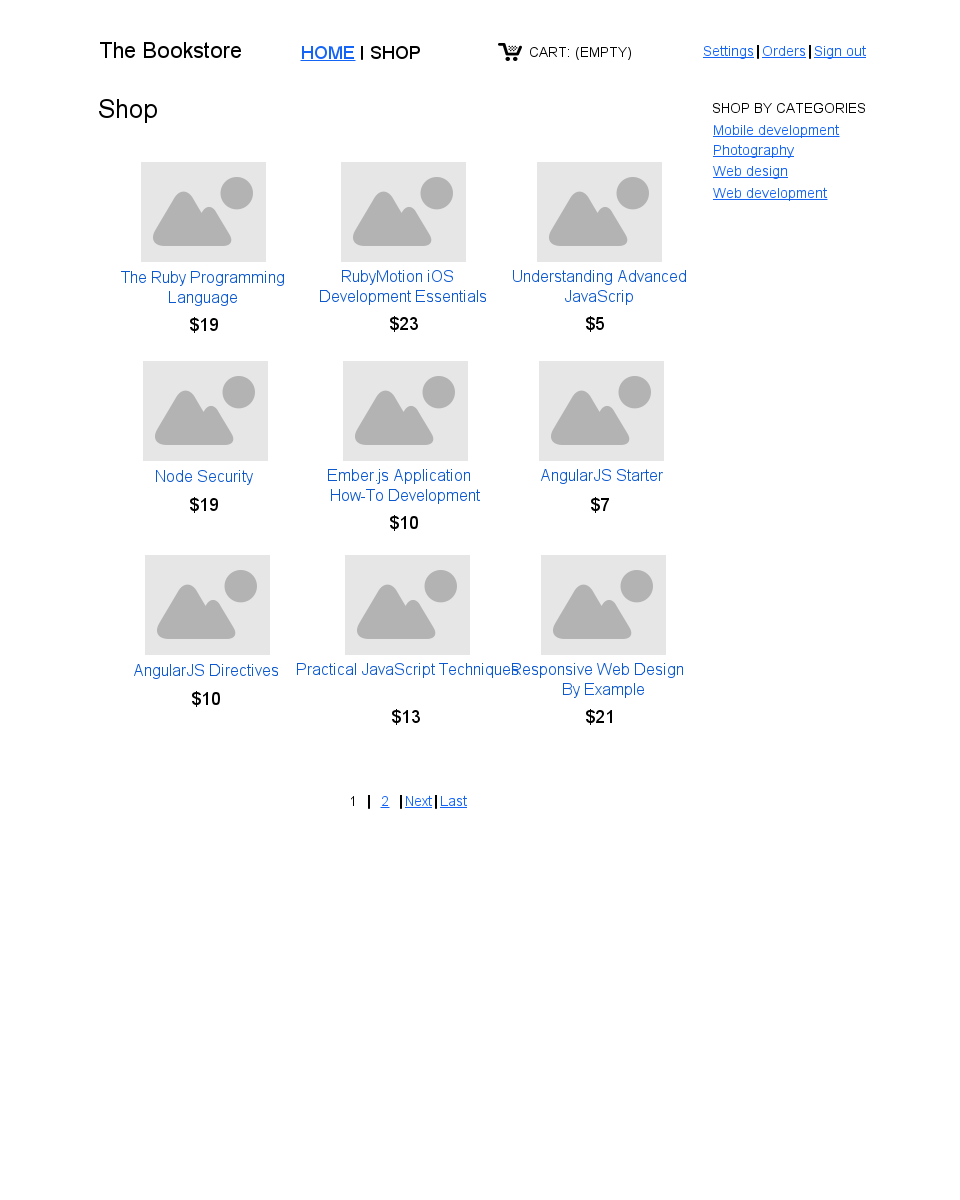 The Bookstore
HOME | SHOP
CART: (EMPTY)
Settings | Orders | Sign out
Shop
SHOP BY CATEGORIES
Mobile development
Photography
Web design
Web development
The Ruby Programming
Language
$19
RubyMotion iOS
Development Essentials
$23
Understanding Advanced
JavaScrip
$5
Node Security
$19
Ember.js Application
How-To Development
$10
AngularJS Starter
$7
AngularJS Directives
$10
Practical JavaScript Techniques
$13
Responsive Web Design
By Example
$21
1 | 2 | Next | Last